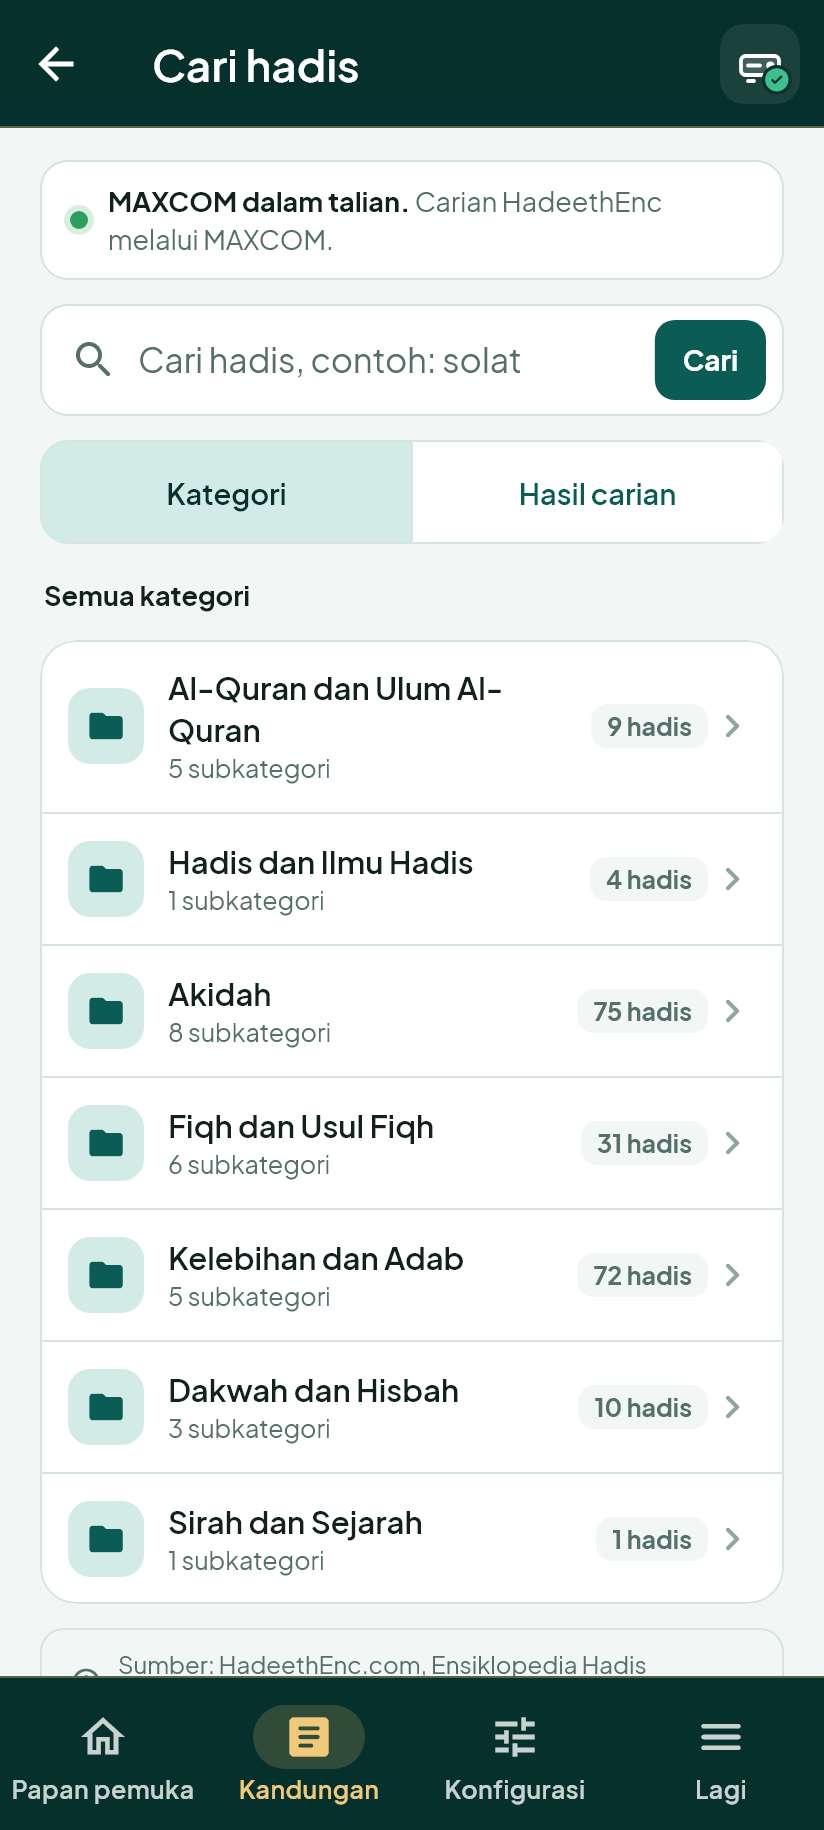 Cari hadis
MAXCOM dalam talian. Carian HadeethEnc
melalui MAXCOM.
Cari hadis, contoh: solat
Cari
Kategori
Hasil carian
Semua kategori
Al-Quran dan Ulum Al-
Quran
5 subkategori
9 hadis
Hadis dan Ilmu Hadis
1 subkategori
4 hadis
Akidah
8 subkategori
75 hadis
Fiqh dan Usul Fiqh
6 subkategori
31 hadis
Kelebihan dan Adab
5 subkategori
72 hadis
Dakwah dan Hisbah
3 subkategori
10 hadis
Sirah dan Sejarah
1 subkategori
1 hadis
Sumber: HadeethEnc.com, Ensiklopedia Hadis
Papan pemuka
Kandungan
Konfigurasi
Lagi